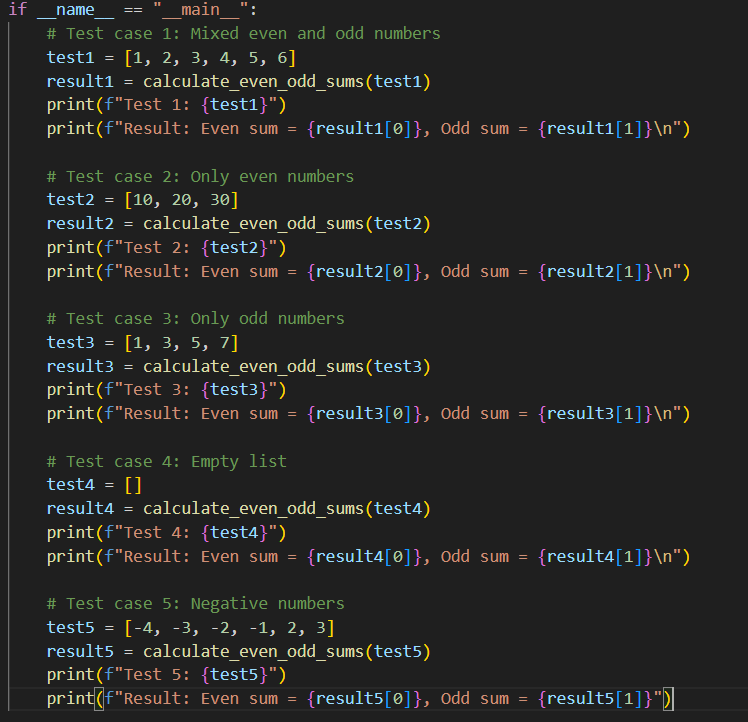 if __name__ == "__main__":
    # Test case 1: Mixed even and odd numbers
    test1 = [1, 2, 3, 4, 5, 6]
    result1 = calculate_even_odd_sums(test1)
    print(f"Test 1: {test1}")
    print(f"Result: Even sum = {result1[0]}, Odd sum = {result1[1]}\n")

    # Test case 2: Only even numbers
    test2 = [10, 20, 30]
    result2 = calculate_even_odd_sums(test2)
    print(f"Test 2: {test2}")
    print(f"Result: Even sum = {result2[0]}, Odd sum = {result2[1]}\n")

    # Test case 3: Only odd numbers
    test3 = [1, 3, 5, 7]
    result3 = calculate_even_odd_sums(test3)
    print(f"Test 3: {test3}")
    print(f"Result: Even sum = {result3[0]}, Odd sum = {result3[1]}\n")

    # Test case 4: Empty list
    test4 = []
    result4 = calculate_even_odd_sums(test4)
    print(f"Test 4: {test4}")
    print(f"Result: Even sum = {result4[0]}, Odd sum = {result4[1]}\n")

    # Test case 5: Negative numbers
    test5 = [-4, -3, -2, -1, 2, 3]
    result5 = calculate_even_odd_sums(test5)
    print(f"Test 5: {test5}")
    print(f"Result: Even sum = {result5[0]}, Odd sum = {result5[1]}")